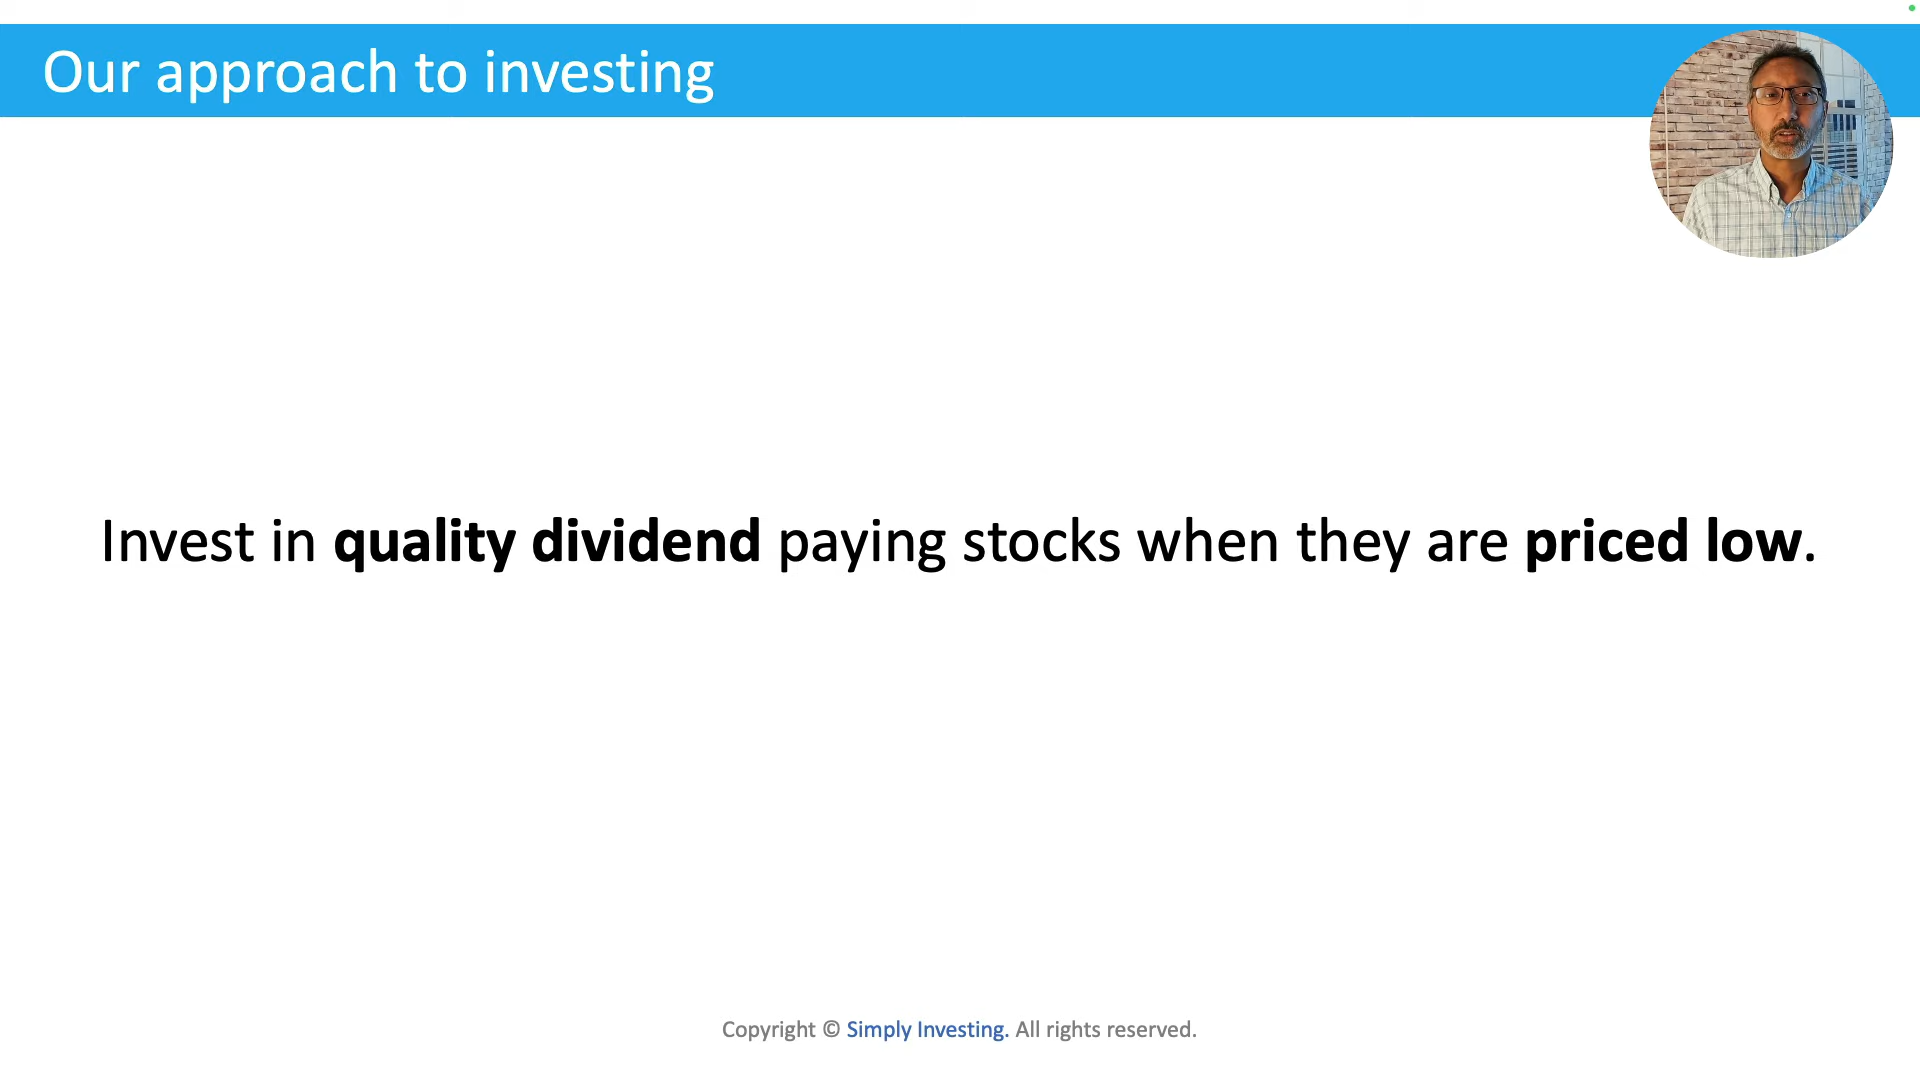 Our approach to investing
Invest in quality dividend paying stocks when they are priced low.
Copyright © Simply Investing. All rights reserved.